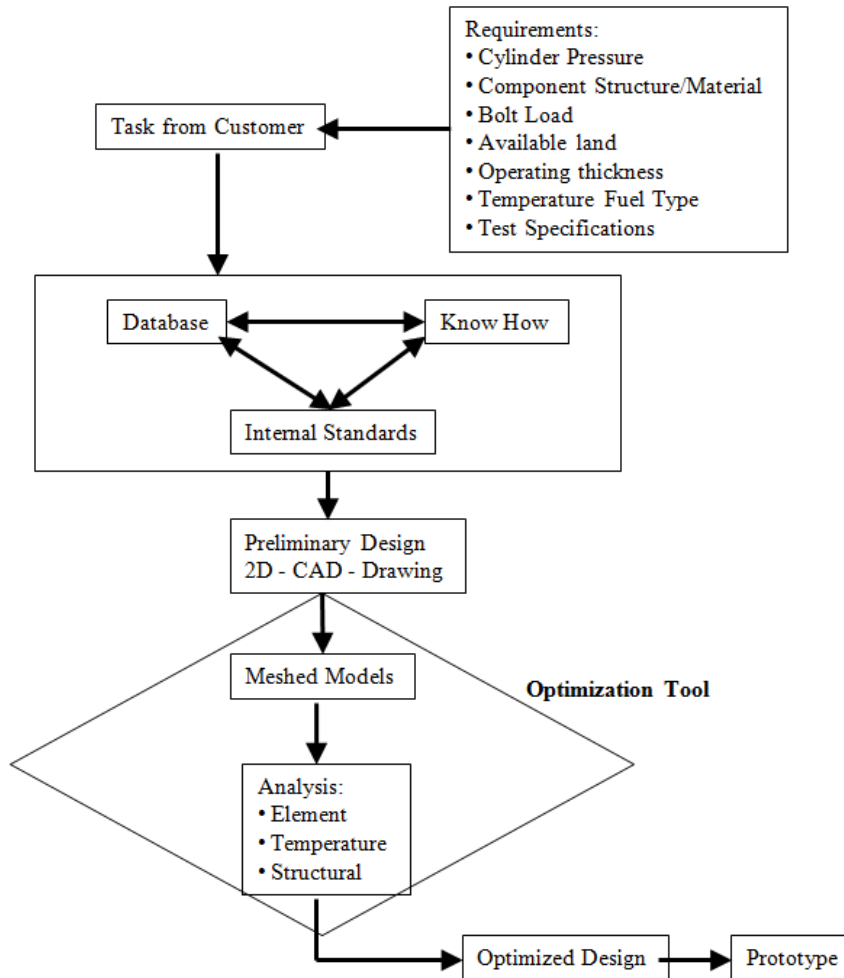 Requirements:
• Cylinder Pressure
• Component Structure/Material
• Bolt Load
• Available land
• Operating thickness
• Temperature Fuel Type
• Test Specifications
Task from Customer
Database
Know How
Internal Standards
Preliminary Design
2D - CAD - Drawing
Meshed Models
Optimization Tool
Analysis:
• Element
• Temperature
• Structural
Optimized Design
Prototype